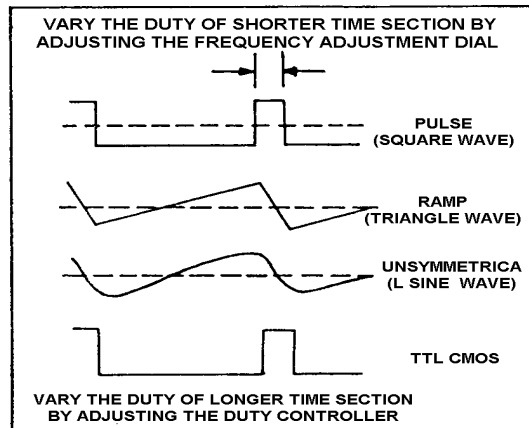 VARY THE DUTY OF SHORTER TIME SECTION BY
ADJUSTING THE FREQUENCY ADJUSTMENT DIAL
PULSE
(SQUARE WAVE)
RAMP
(TRIANGLE WAVE)
UNSYMMETRICA
(L SINE WAVE)
TTL CMOS
VARY THE DUTY OF LONGER TIME SECTION
BY ADJUSTING THE DUTY CONTROLLER